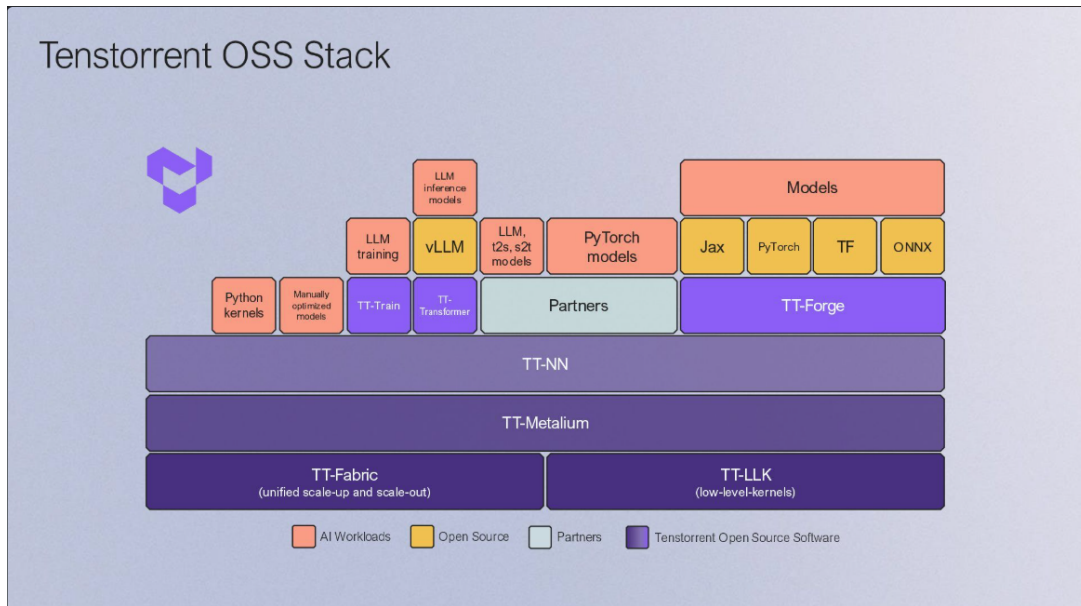 Tenstorrent OSS Stack
LLM
inference
models
Models
LLM
training
vLLM
LLM,
t2s, s2t
models
PyTorch
models
Jax
PyTorch
TF
ONNX
Python
kernels
Manually
optimized
models
TT-Train
TT-
Transformer
Partners
TT-Forge
TT-NN
TT-Metalium
TT-Fabric
(unified scale-up and scale-out)
TT-LLK
(low-level-kernels)
AI Workloads
Open Source
Partners
Tenstorrent Open Source Software